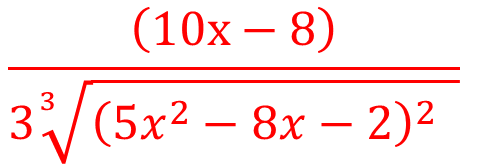 (10x − 8)
3∛(5x² − 8x − 2)²